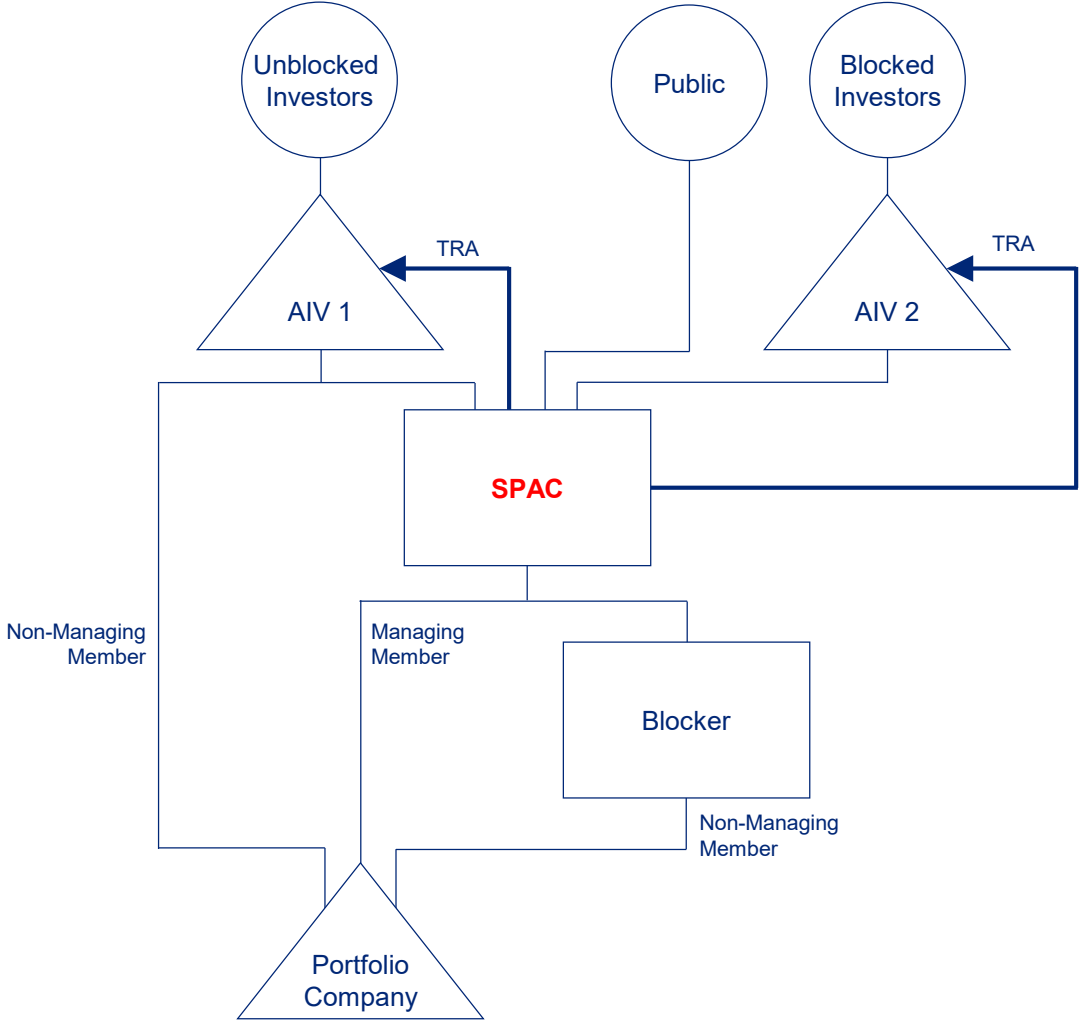 Unblocked
Investors
Public
Blocked
Investors
TRA
TRA
AIV 1
AIV 2
SPAC
Non-Managing
Member
Managing
Member
Blocker
Non-Managing
Member
Portfolio
Company